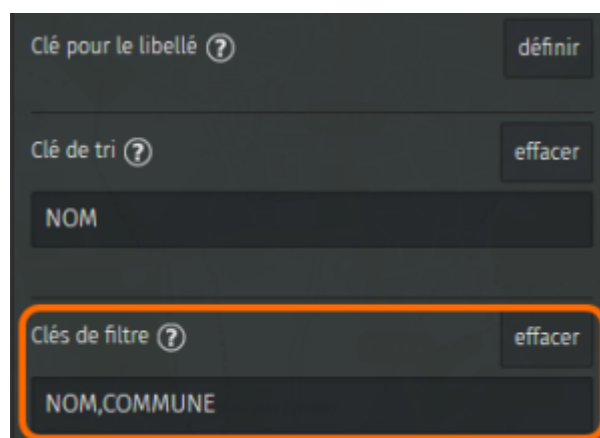 Clé pour le libellé ? définir
Clé de tri ? effacer
NOM
Clés de filtre ? effacer
NOM,COMMUNE